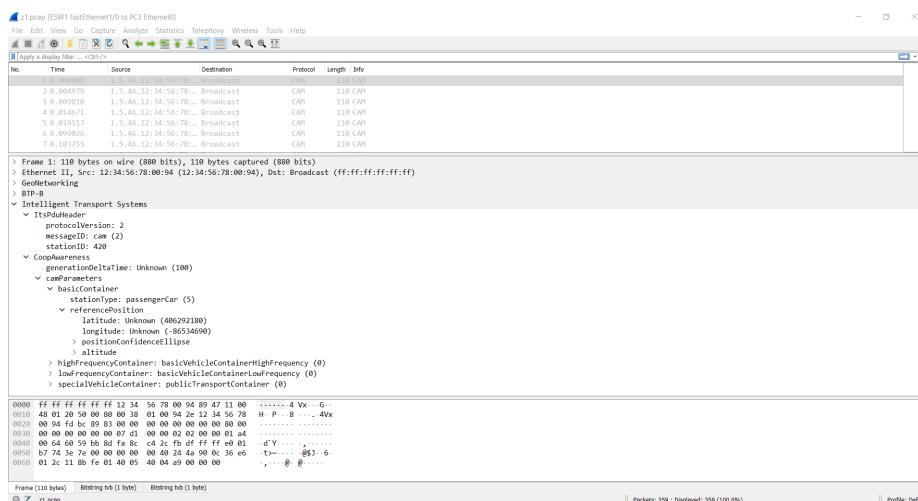 z1.pcap [ESW1 FastEthernet1/0 to PC3 Ethernet0]
File Edit View Go Capture Analyze Statistics Telephony Wireless Tools Help
Apply a display filter ... <Ctrl-/>
No. Time Source Destination Protocol Length Info
1 0.000000 1.5.46.12:34:56:78:… Broadcast CAM 110 CAM
2 0.004979 1.5.46.12:34:56:78:… Broadcast CAM 110 CAM
3 0.009810 1.5.46.12:34:56:78:… Broadcast CAM 110 CAM
4 0.014671 1.5.46.12:34:56:78:… Broadcast CAM 110 CAM
5 0.019517 1.5.46.12:34:56:78:… Broadcast CAM 110 CAM
6 0.099026 1.5.46.12:34:56:78:… Broadcast CAM 110 CAM
7 0.103755 1.5.46.12:34:56:78:… Broadcast CAM 110 CAM
Frame 1: 110 bytes on wire (880 bits), 110 bytes captured (880 bits)
Ethernet II, Src: 12:34:56:78:00:94 (12:34:56:78:00:94), Dst: Broadcast (ff:ff:ff:ff:ff:ff)
GeoNetworking
BTP-B
Intelligent Transport Systems
ItsPduHeader
protocolVersion: 2
messageID: cam (2)
stationID: 420
CoopAwareness
generationDeltaTime: Unknown (100)
camParameters
basicContainer
stationType: passengerCar (5)
referencePosition
latitude: Unknown (406292180)
longitude: Unknown (-86534690)
positionConfidenceEllipse
altitude
highFrequencyContainer: basicVehicleContainerHighFrequency (0)
lowFrequencyContainer: basicVehicleContainerLowFrequency (0)
specialVehicleContainer: publicTransportContainer (0)
0000 ff ff ff ff ff ff 12 34 56 78 00 94 89 47 11 00 ·······4 Vx···G··
0010 48 01 20 50 00 80 00 38 01 00 94 2e 12 34 56 78 H· P···8 ···.·4Vx
0020 00 94 fd bc 89 83 00 00 00 00 00 00 00 00 80 00 ········ ········
0030 00 00 00 00 00 00 07 d1 00 00 02 02 00 00 01 a4 ········ ········
0040 00 64 60 59 bb 8d fa 8c c4 2c fb df ff ff e0 01 ·d`Y···· ·,······
0050 b7 74 3e 7e 00 00 00 00 00 40 24 4a 90 0c 36 e6 ·t>~···· ·@$J··6·
0060 01 2c 11 8b fe 01 40 05 40 04 a9 00 00 00 ·,····@· @·····
Frame (110 bytes) Bitstring tvb (1 byte) Bitstring tvb (1 byte)
z1.pcap Packets: 359 · Displayed: 359 (100.0%)